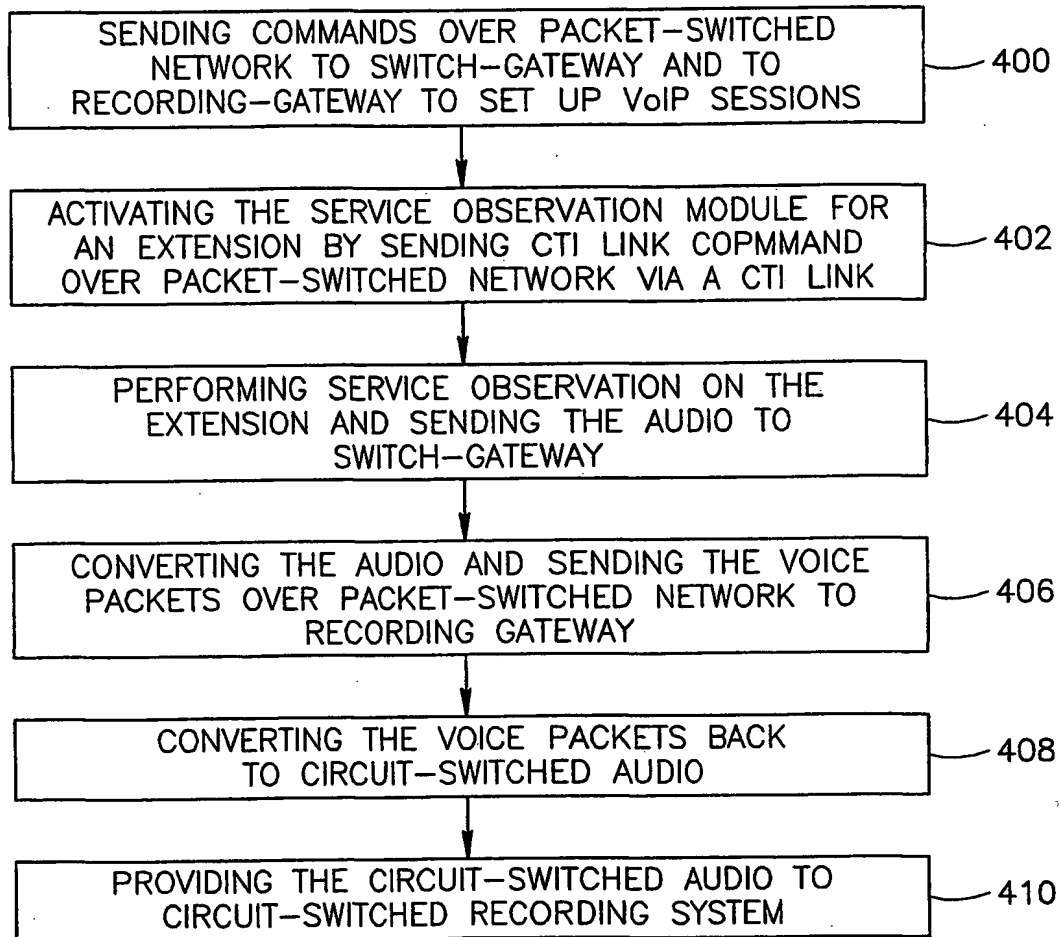 SENDING COMMANDS OVER PACKET-SWITCHED
NETWORK TO SWITCH-GATEWAY AND TO
RECORDING-GATEWAY TO SET UP VoIP SESSIONS
400
ACTIVATING THE SERVICE OBSERVATION MODULE FOR
AN EXTENSION BY SENDING CTI LINK COPMMAND
OVER PACKET-SWITCHED NETWORK VIA A CTI LINK
402
PERFORMING SERVICE OBSERVATION ON THE
EXTENSION AND SENDING THE AUDIO TO
SWITCH-GATEWAY
404
CONVERTING THE AUDIO AND SENDING THE VOICE
PACKETS OVER PACKET-SWITCHED NETWORK TO
RECORDING GATEWAY
406
CONVERTING THE VOICE PACKETS BACK
TO CIRCUIT-SWITCHED AUDIO
408
PROVIDING THE CIRCUIT-SWITCHED AUDIO TO
CIRCUIT-SWITCHED RECORDING SYSTEM
410